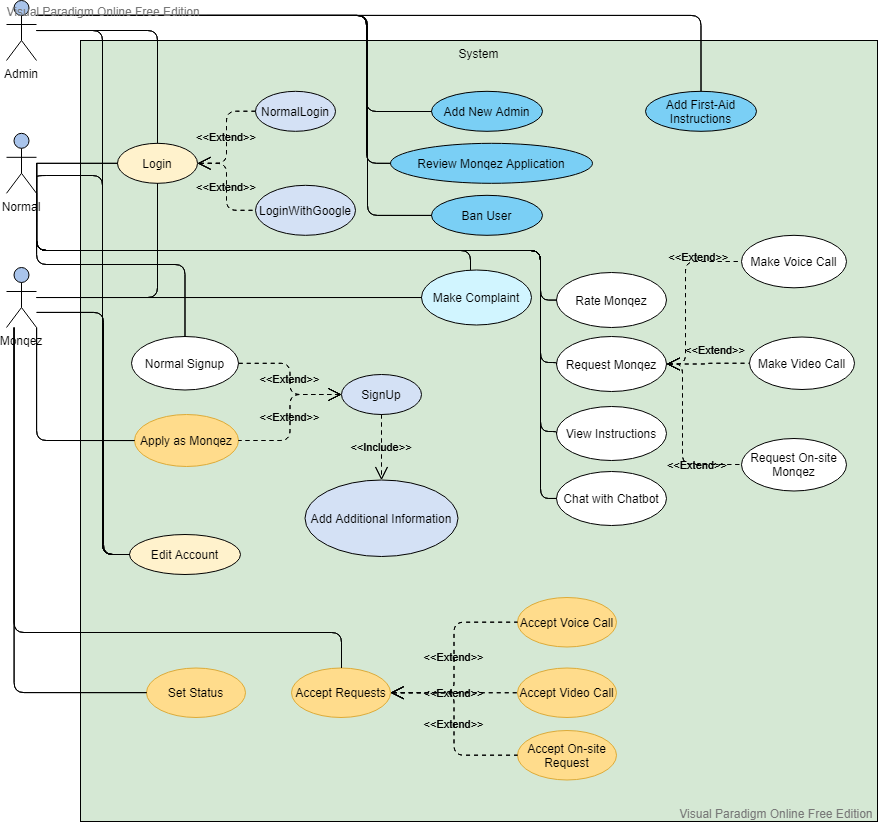 Visual Paradigm Online Free Edition
System
Admin
Add First-Aid
Instructions
NormalLogin
Add New Admin
<<Extend>>
Login
Review Monqez Application
<<Extend>>
Normal
LoginWithGoogle
Ban User
<<Extend>>
Make Voice Call
Make Complaint
Rate Monqez
Monqez
<<Extend>>
Normal Signup
Request Monqez
Make Video Call
<<Extend>>
SignUp
<<Extend>>
Apply as Monqez
View Instructions
<<Include>>
<<Extend>>
Request On-site
Monqez
Chat with Chatbot
Add Additional Information
Edit Account
Accept Voice Call
<<Extend>>
Set Status
Accept Requests
<<Extend>>
Accept Video Call
<<Extend>>
Accept On-site
Request
Visual Paradigm Online Free Edition